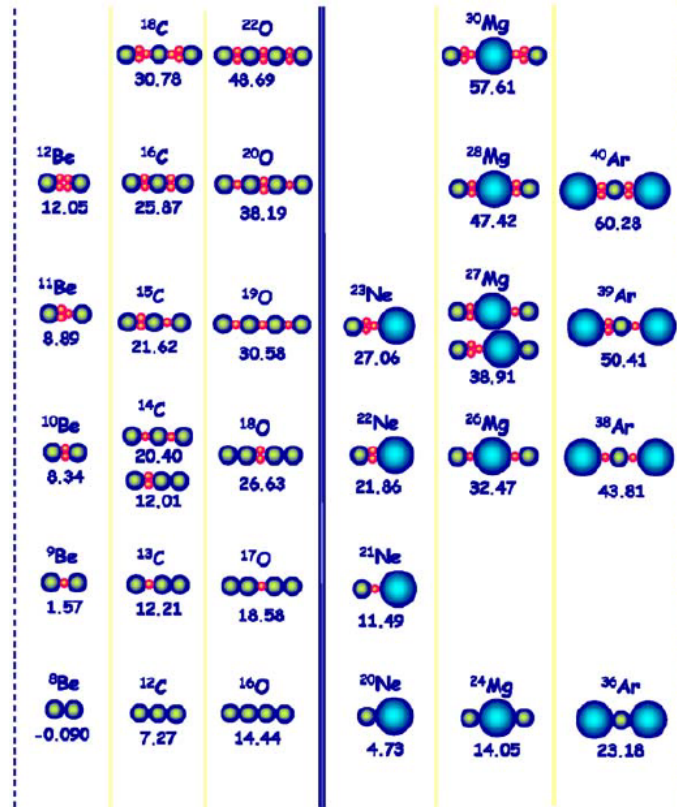 18C 22O 30Mg
30.78 48.69 57.61
12Be 16C 20O 28Mg 40Ar
12.05 25.87 38.19 47.42 60.28
11Be 15C 19O 23Ne 27Mg 39Ar
8.89 21.62 30.58 27.06 38.91 50.41
10Be 14C 18O 22Ne 26Mg 38Ar
20.40
8.34 26.63 21.86 32.47 43.81
12.01
9Be 13C 17O 21Ne
1.57 12.21 18.58 11.49
8Be 12C 16O 20Ne 24Mg 36Ar
-0.090 7.27 14.44 4.73 14.05 23.18